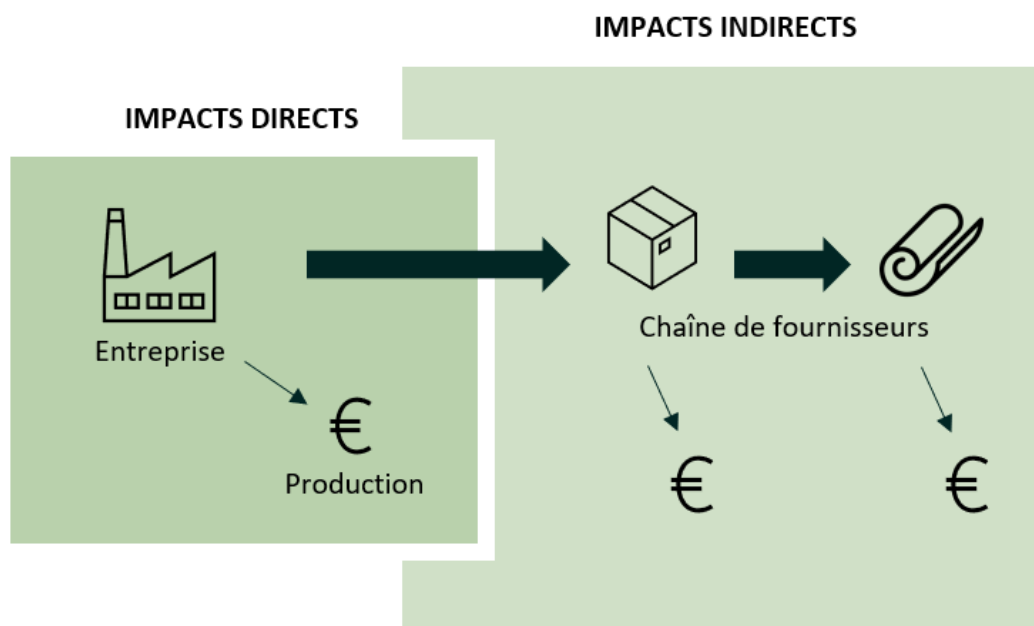 IMPACTS INDIRECTS
IMPACTS DIRECTS
Entreprise
Chaîne de fournisseurs
€
Production
€
€